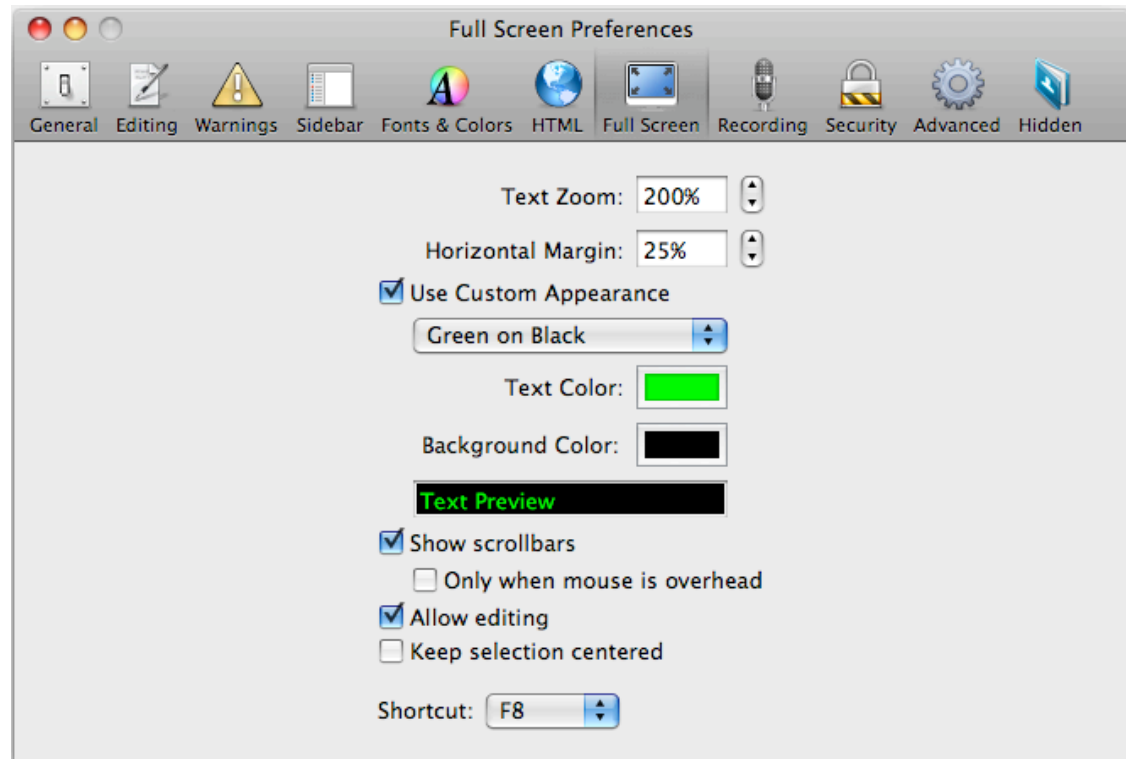 Full Screen Preferences
General Editing Warnings Sidebar Fonts & Colors HTML Full Screen Recording Security Advanced Hidden
Text Zoom: 200%
Horizontal Margin: 25%
Use Custom Appearance
Green on Black
Text Color:
Background Color:
Text Preview
Show scrollbars
Only when mouse is overhead
Allow editing
Keep selection centered
Shortcut: F8